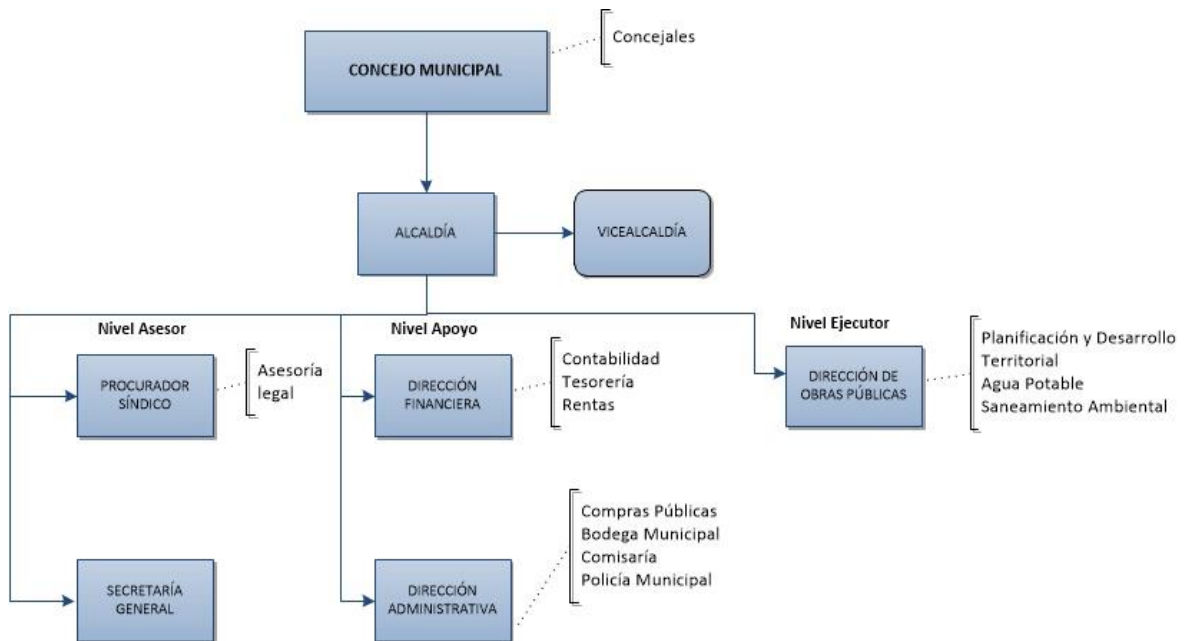 Concejales
CONCEJO MUNICIPAL
ALCALDÍA
VICEALCALDÍA
Nivel Asesor
PROCURADOR
SÍNDICO
Asesoría
legal
SECRETARÍA
GENERAL
Nivel Apoyo
DIRECCIÓN
FINANCIERA
Contabilidad
Tesorería
Rentas
DIRECCIÓN
ADMINISTRATIVA
Compras Públicas
Bodega Municipal
Comisaría
Policía Municipal
Nivel Ejecutor
DIRECCIÓN DE
OBRAS PÚBLICAS
Planificación y Desarrollo
Territorial
Agua Potable
Saneamiento Ambiental